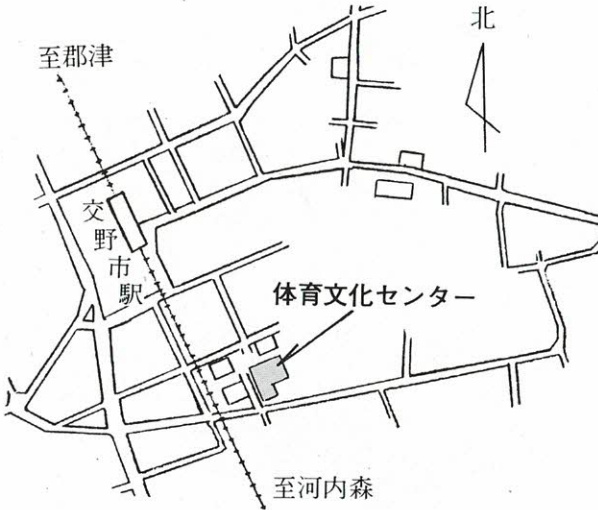 北
至郡津
交野市駅
体育文化センター
至河内森